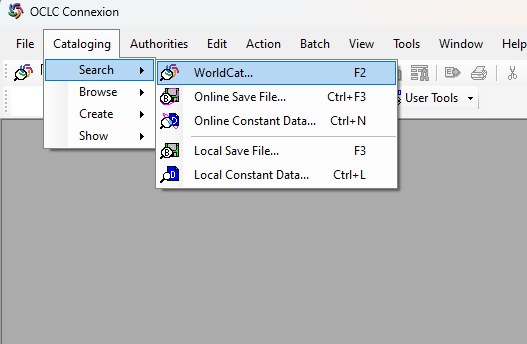 OCLC Connexion
File Cataloging Authorities Edit Action Batch View Tools Window Help
Search
Browse
Create
Show
WorldCat... F2
Online Save File... Ctrl+F3
Online Constant Data... Ctrl+N
Local Save File... F3
Local Constant Data... Ctrl+L
User Tools